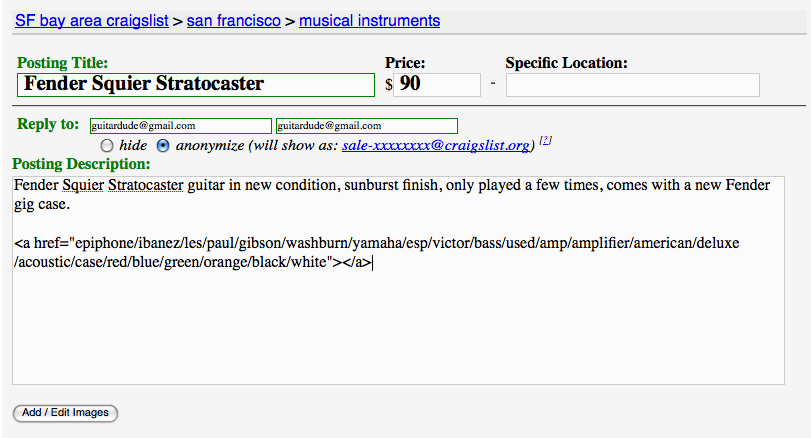 SF bay area craigslist > san francisco > musical instruments
Posting Title: Price: Specific Location:
Fender Squier Stratocaster $ 90 -
Reply to: guitardude@gmail.com guitardude@gmail.com
hide anonymize (will show as: sale-xxxxxxxx@craigslist.org) [?]
Posting Description:
Fender Squier Stratocaster guitar in new condition, sunburst finish, only played a few times, comes with a new Fender
gig case.
<a href="epiphone/ibanez/les/paul/gibson/washburn/yamaha/esp/victor/bass/used/amp/amplifier/american/deluxe
/acoustic/case/red/blue/green/orange/black/white"></a>
Add / Edit Images